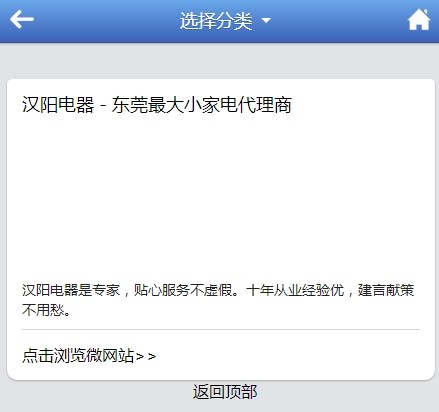 选择分类
汉阳电器 - 东莞最大小家电代理商
汉阳电器是专家，贴心服务不虚假。十年从业经验优，建言献策
不用愁。
点击浏览微网站>>
返回顶部